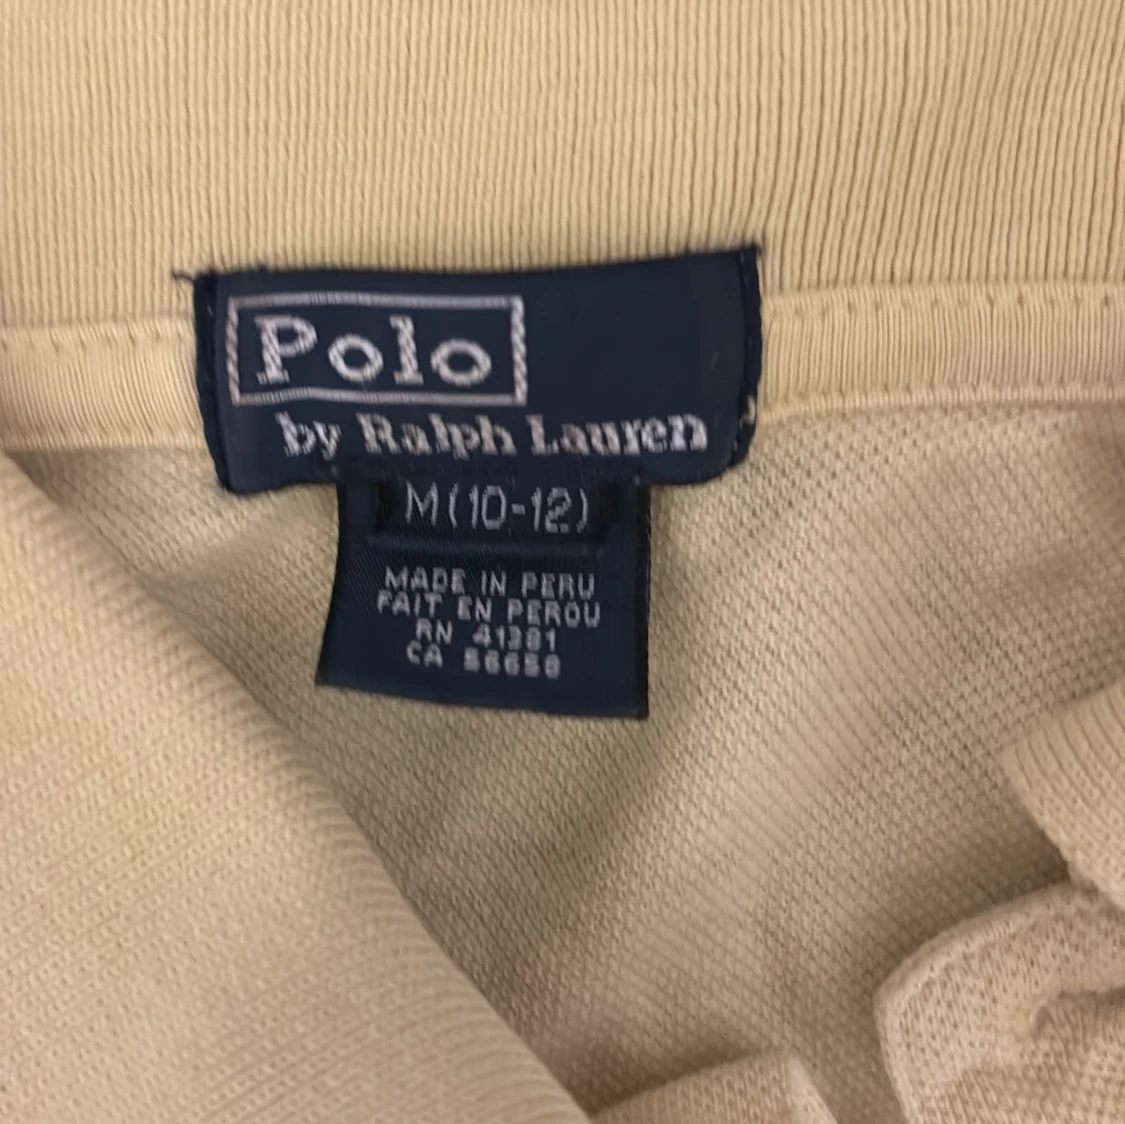 Polo
by Ralph Lauren
M(10-12)
MADE IN PERU
FAIT EN PEROU
RN 41381
CA 56658